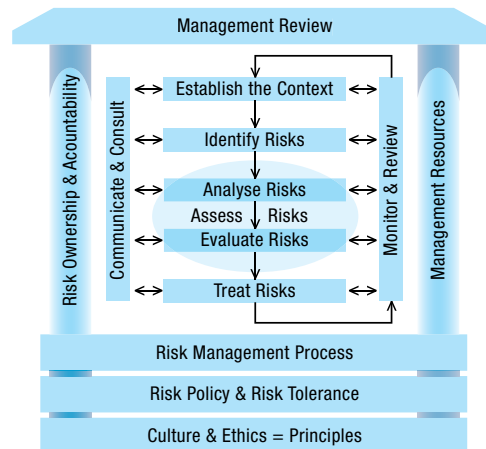 Management Review
Risk Ownership & Acountability
Communicate & Consult
Establish the Context
Identify Risks
Analyse Risks
Assess Risks
Evaluate Risks
Treat Risks
Monitor & Review
Management Resources
Risk Management Process
Risk Policy & Risk Tolerance
Culture & Ethics = Principles